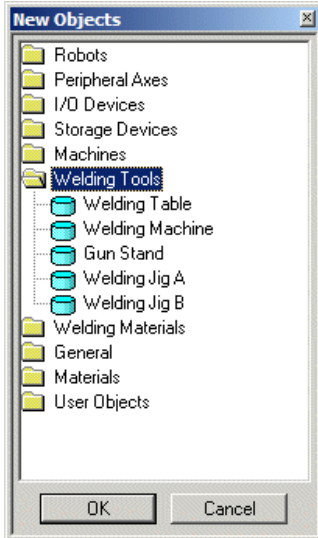 New Objects
Robots
Peripheral Axes
I/O Devices
Storage Devices
Machines
Welding Tools
Welding Table
Welding Machine
Gun Stand
Welding Jig A
Welding Jig B
Welding Materials
General
Materials
User Objects
OK
Cancel